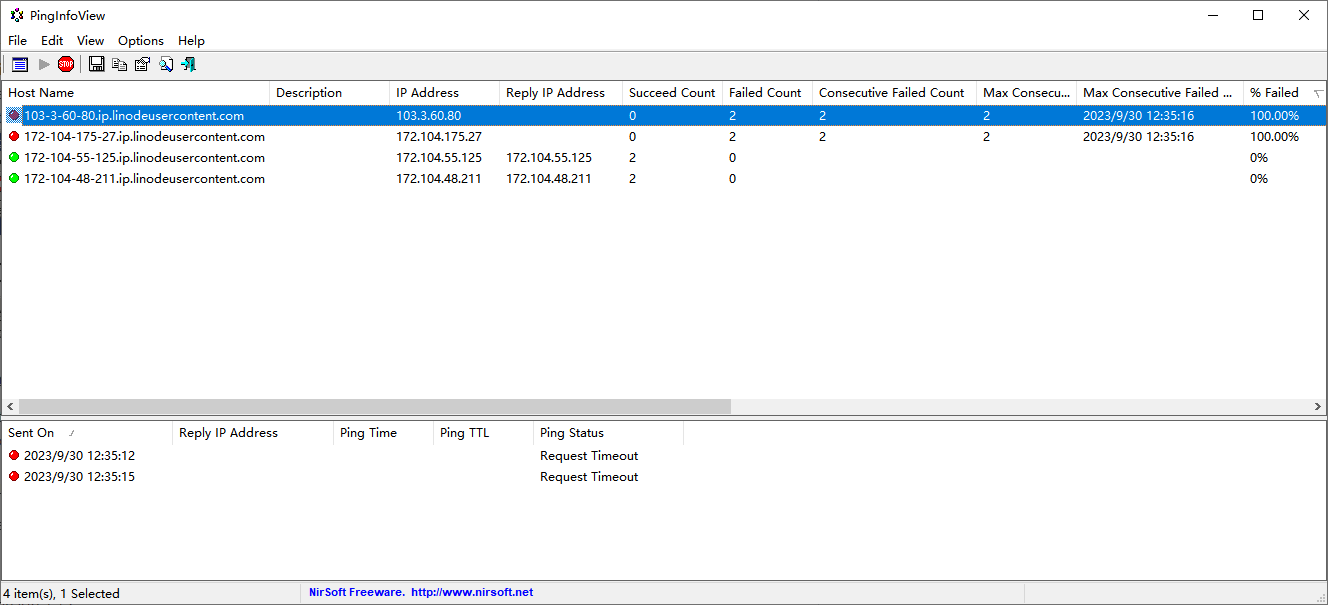 PingInfoView
File Edit View Options Help
STOP
Host Name Description IP Address Reply IP Address Succeed Count Failed Count Consecutive Failed Count Max Consecu... Max Consecutive Failed ... % Failed
103-3-60-80.ip.linodeusercontent.com 103.3.60.80 0 2 2 2 2023/9/30 12:35:16 100.00%
172-104-175-27.ip.linodeusercontent.com 172.104.175.27 0 2 2 2 2023/9/30 12:35:16 100.00%
172-104-55-125.ip.linodeusercontent.com 172.104.55.125 172.104.55.125 2 0 0%
172-104-48-211.ip.linodeusercontent.com 172.104.48.211 172.104.48.211 2 0 0%
Sent On Reply IP Address Ping Time Ping TTL Ping Status
2023/9/30 12:35:12 Request Timeout
2023/9/30 12:35:15 Request Timeout
4 item(s), 1 Selected NirSoft Freeware. http://www.nirsoft.net